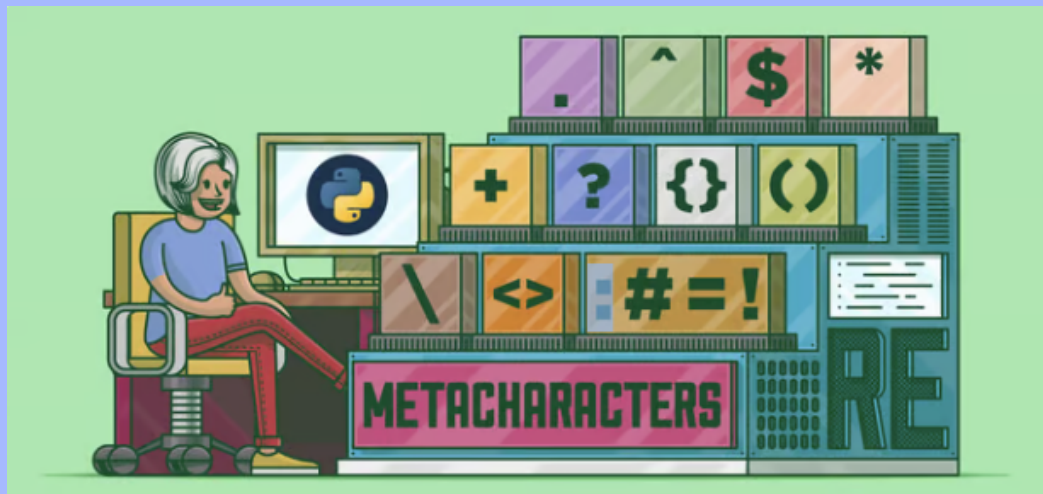 . ^ $ *
+ ? {} ()
\ <> :#=!
METACHARACTERS
RE